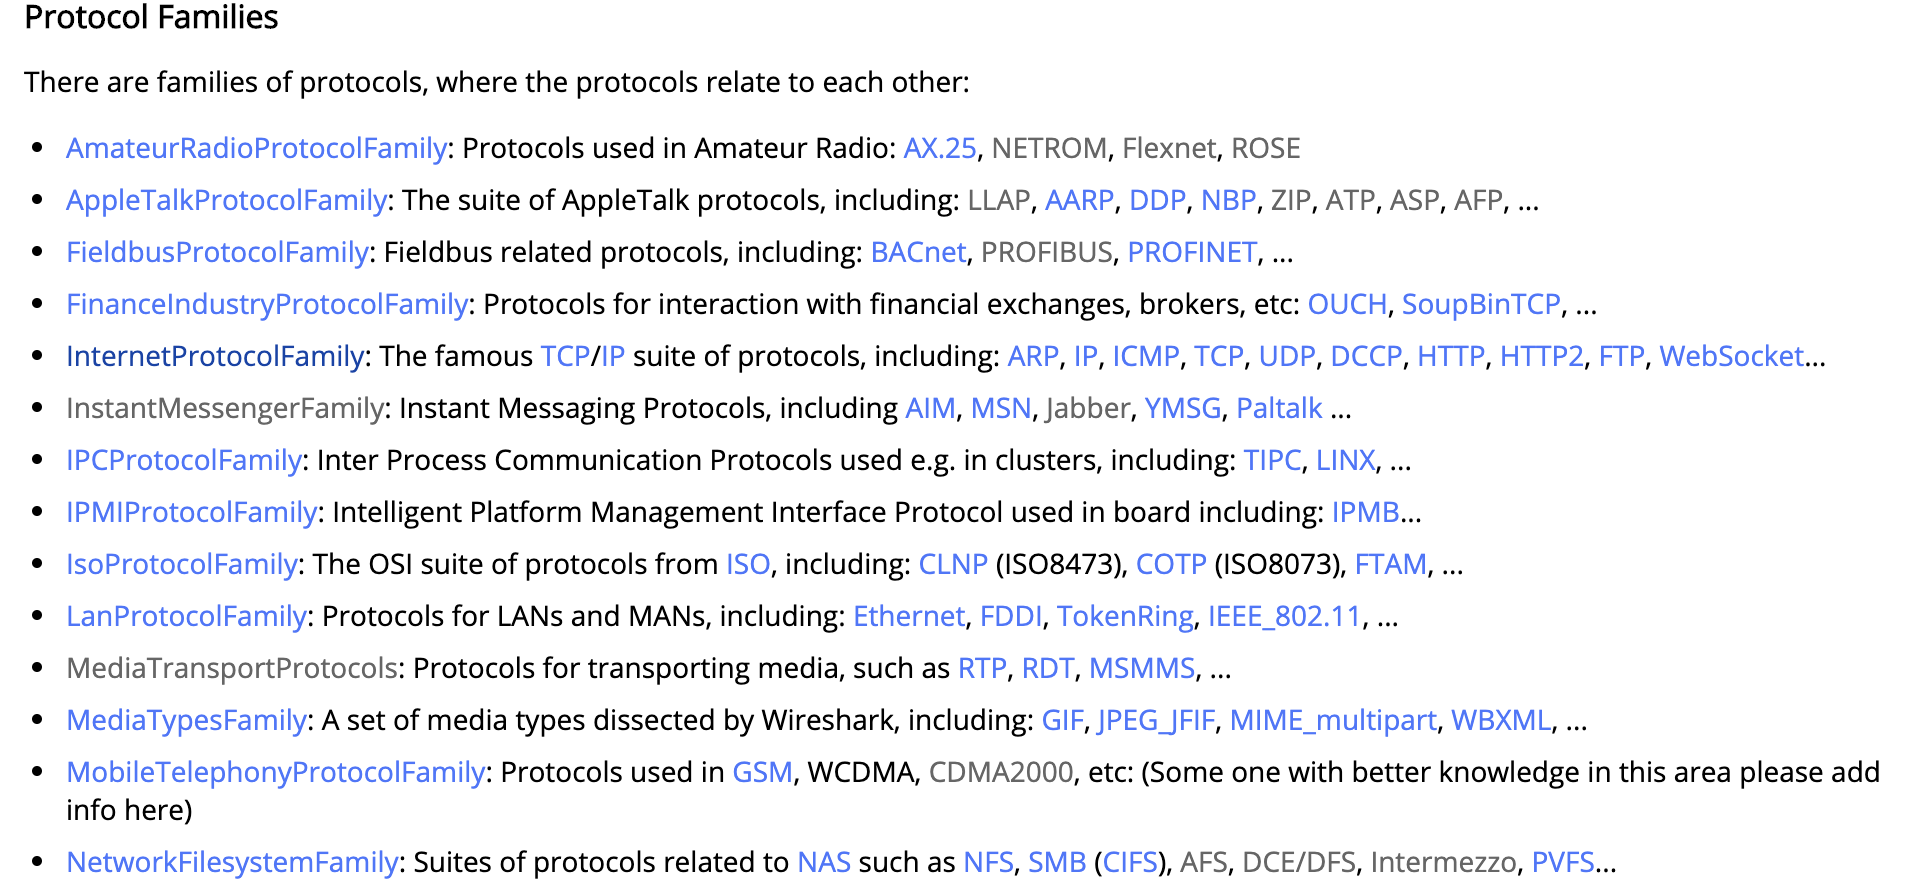 Protocol Families
There are families of protocols, where the protocols relate to each other:
• AmateurRadioProtocolFamily: Protocols used in Amateur Radio: AX.25, NETROM, Flexnet, ROSE
• AppleTalkProtocolFamily: The suite of AppleTalk protocols, including: LLAP, AARP, DDP, NBP, ZIP, ATP, ASP, AFP, ...
• FieldbusProtocolFamily: Fieldbus related protocols, including: BACnet, PROFIBUS, PROFINET, ...
• FinanceIndustryProtocolFamily: Protocols for interaction with financial exchanges, brokers, etc: OUCH, SoupBinTCP, ...
• InternetProtocolFamily: The famous TCP/IP suite of protocols, including: ARP, IP, ICMP, TCP, UDP, DCCP, HTTP, HTTP2, FTP, WebSocket...
• InstantMessengerFamily: Instant Messaging Protocols, including AIM, MSN, Jabber, YMSG, Paltalk ...
• IPCProtocolFamily: Inter Process Communication Protocols used e.g. in clusters, including: TIPC, LINX, ...
• IPMIProtocolFamily: Intelligent Platform Management Interface Protocol used in board including: IPMB...
• IsoProtocolFamily: The OSI suite of protocols from ISO, including: CLNP (ISO8473), COTP (ISO8073), FTAM, ...
• LanProtocolFamily: Protocols for LANs and MANs, including: Ethernet, FDDI, TokenRing, IEEE_802.11, ...
• MediaTransportProtocols: Protocols for transporting media, such as RTP, RDT, MSMMS, ...
• MediaTypesFamily: A set of media types dissected by Wireshark, including: GIF, JPEG_JFIF, MIME_multipart, WBXML, ...
• MobileTelephonyProtocolFamily: Protocols used in GSM, WCDMA, CDMA2000, etc: (Some one with better knowledge in this area please add
info here)
• NetworkFilesystemFamily: Suites of protocols related to NAS such as NFS, SMB (CIFS), AFS, DCE/DFS, Intermezzo, PVFS...